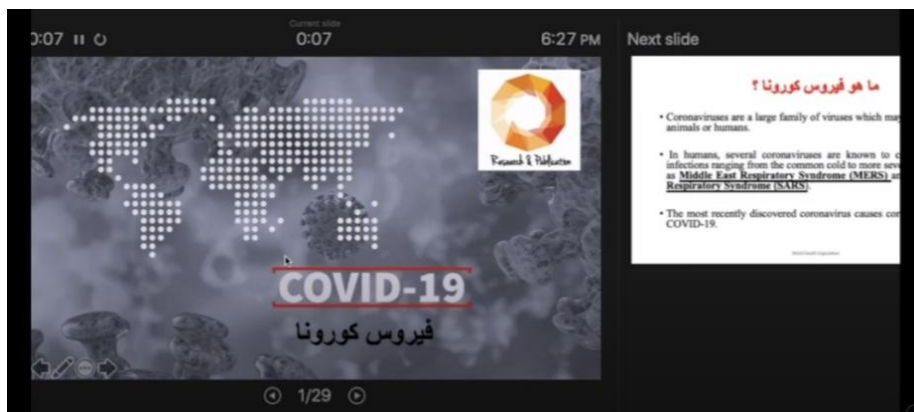 Current slide
0:07
0:07
6:27 PM
Research & Publication
COVID-19
فيروس كورونا
1/29
Next slide
ما هو فيروس كورونا ؟
• Coronaviruses are a large family of viruses which may
animals or humans.
• In humans, several coronaviruses are known to c
infections ranging from the common cold to more seve
as Middle East Respiratory Syndrome (MERS) an
Respiratory Syndrome (SARS).
• The most recently discovered coronavirus causes cor
COVID-19.